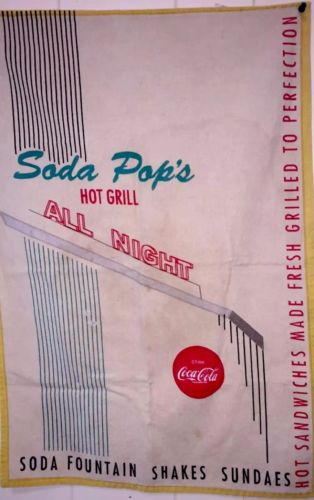 Soda Pop's
HOT GRILL
ALL NIGHT
Coca-Cola
SODA FOUNTAIN SHAKES SUNDAES
HOT SANDWICHES MADE FRESH GRILLED TO PERFECTION